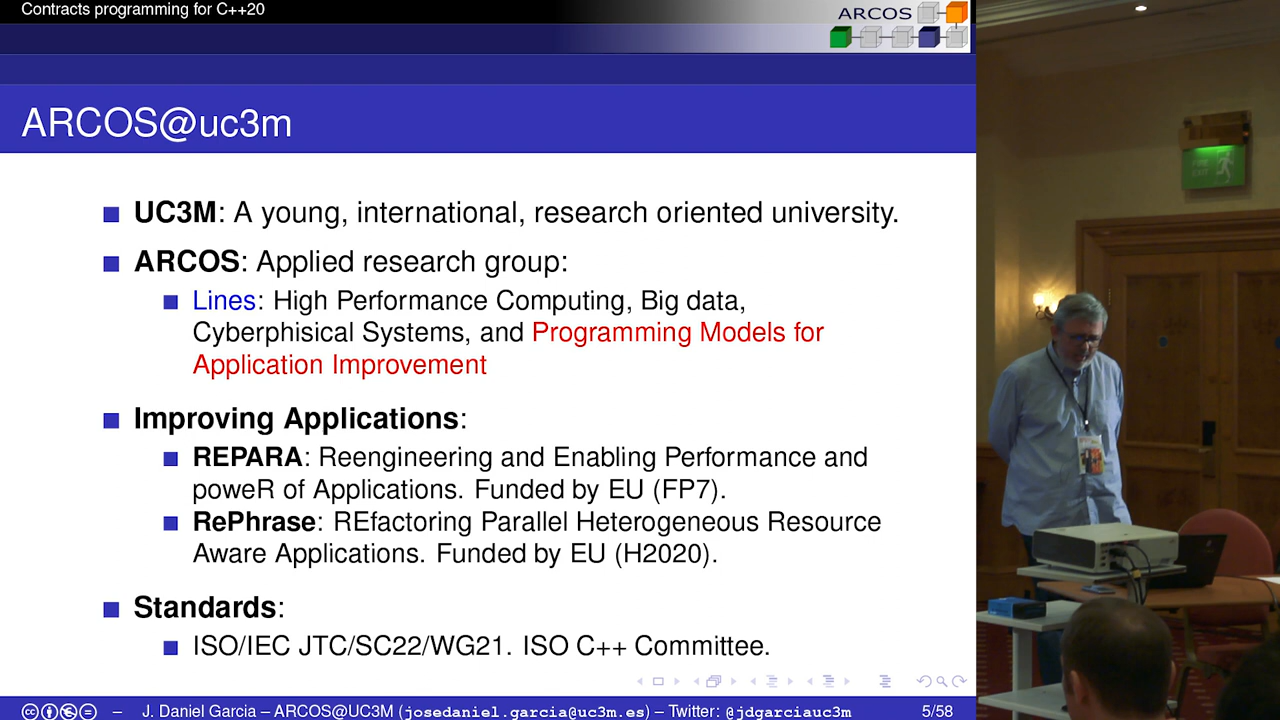 Contracts programming for C++20
ARCOS
ARCOS@uc3m
UC3M: A young, international, research oriented university.
ARCOS: Applied research group:
Lines: High Performance Computing, Big data,
Cyberphisical Systems, and Programming Models for
Application Improvement
Improving Applications:
REPARA: Reengineering and Enabling Performance and
poweR of Applications. Funded by EU (FP7).
RePhrase: REfactoring Parallel Heterogeneous Resource
Aware Applications. Funded by EU (H2020).
Standards:
ISO/IEC JTC/SC22/WG21. ISO C++ Committee.
cc – J. Daniel Garcia – ARCOS@UC3M (josedaniel.garcia@uc3m.es) – Twitter: @jdgarciauc3m 5/58
FIRE EXIT